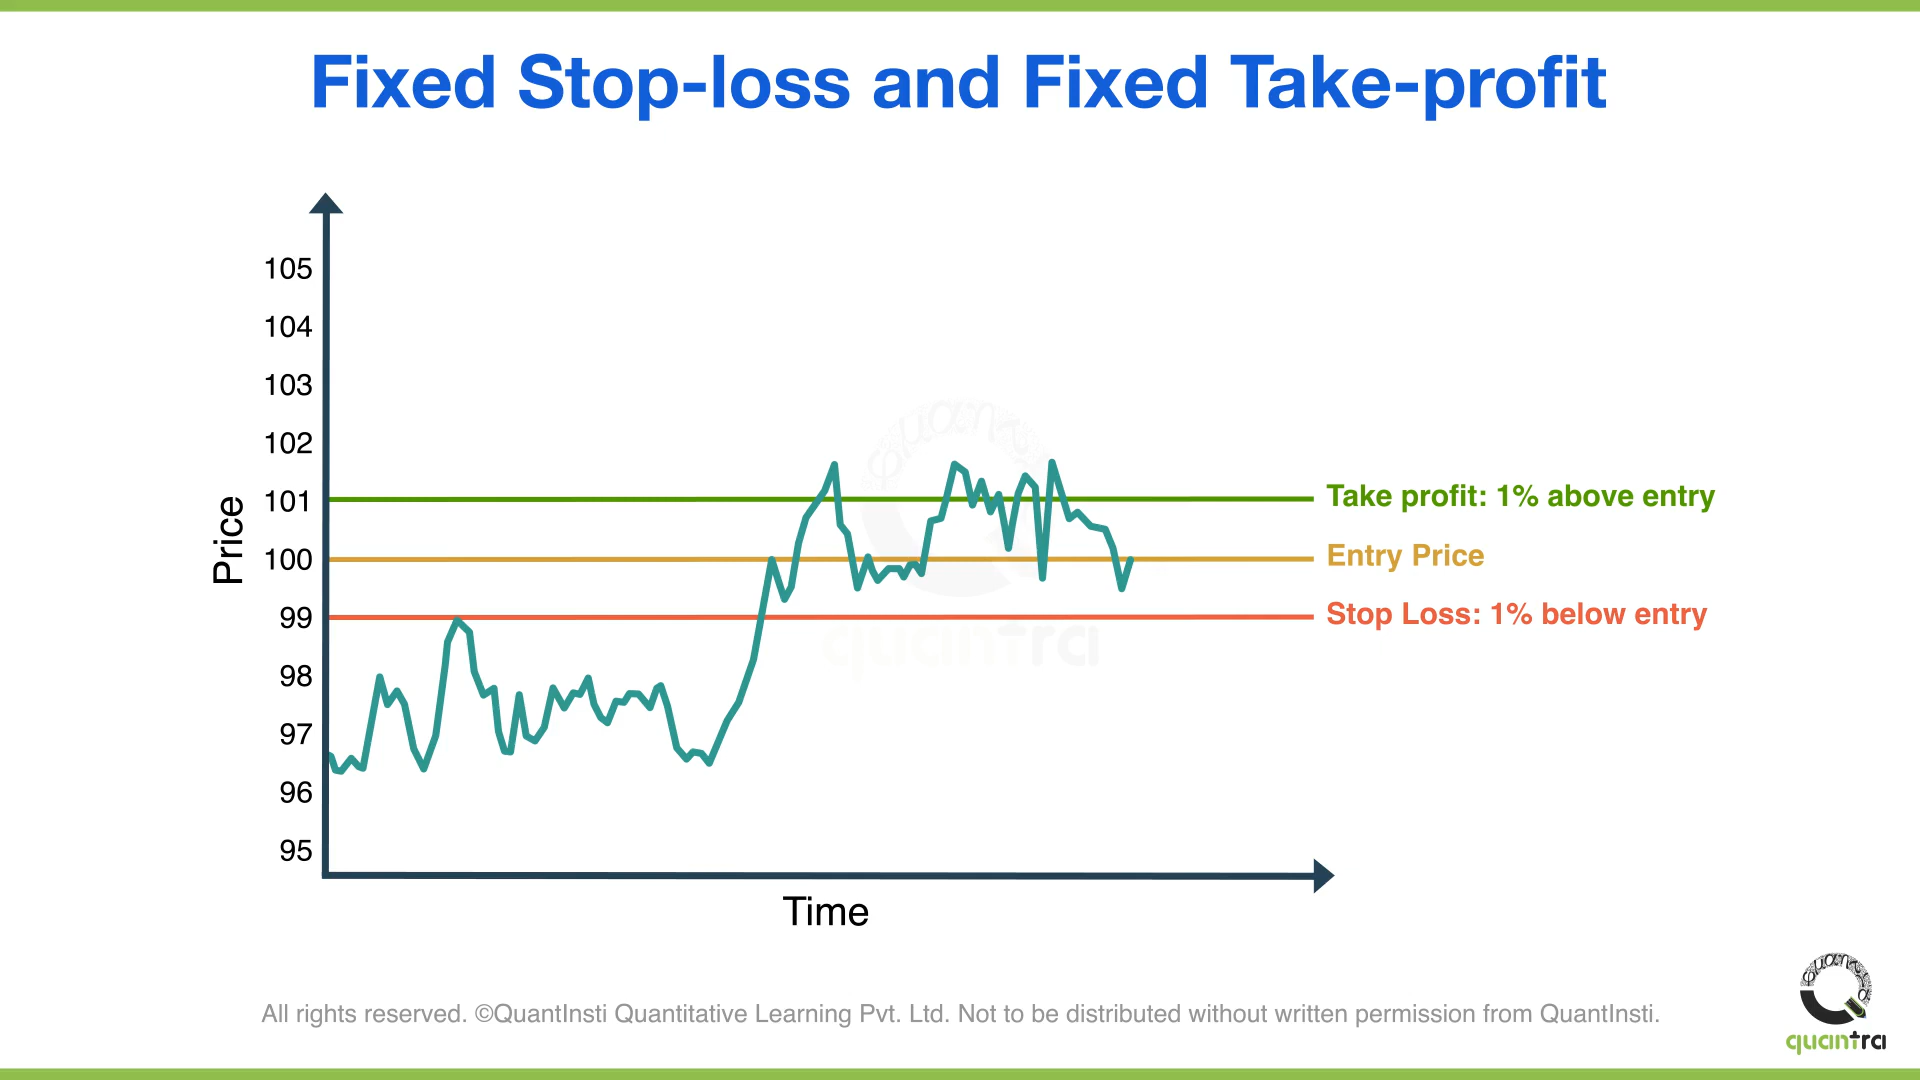 Fixed Stop-loss and Fixed Take-profit
105
104
103
102
101
100
99
98
97
96
95
Price
Time
Take profit: 1% above entry
Entry Price
Stop Loss: 1% below entry
quantra
All rights reserved. ©QuantInsti Quantitative Learning Pvt. Ltd. Not to be distributed without written permission from QuantInsti.
quantra